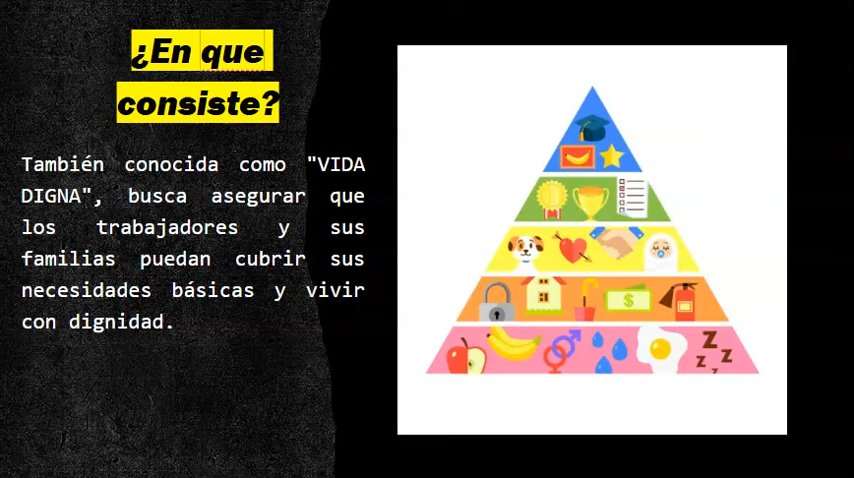 ¿En que
consiste?
También conocida como "VIDA
DIGNA", busca asegurar que
los trabajadores y sus
familias puedan cubrir sus
necesidades básicas y vivir
con dignidad.
$
Z
Z
Z
Z
Z